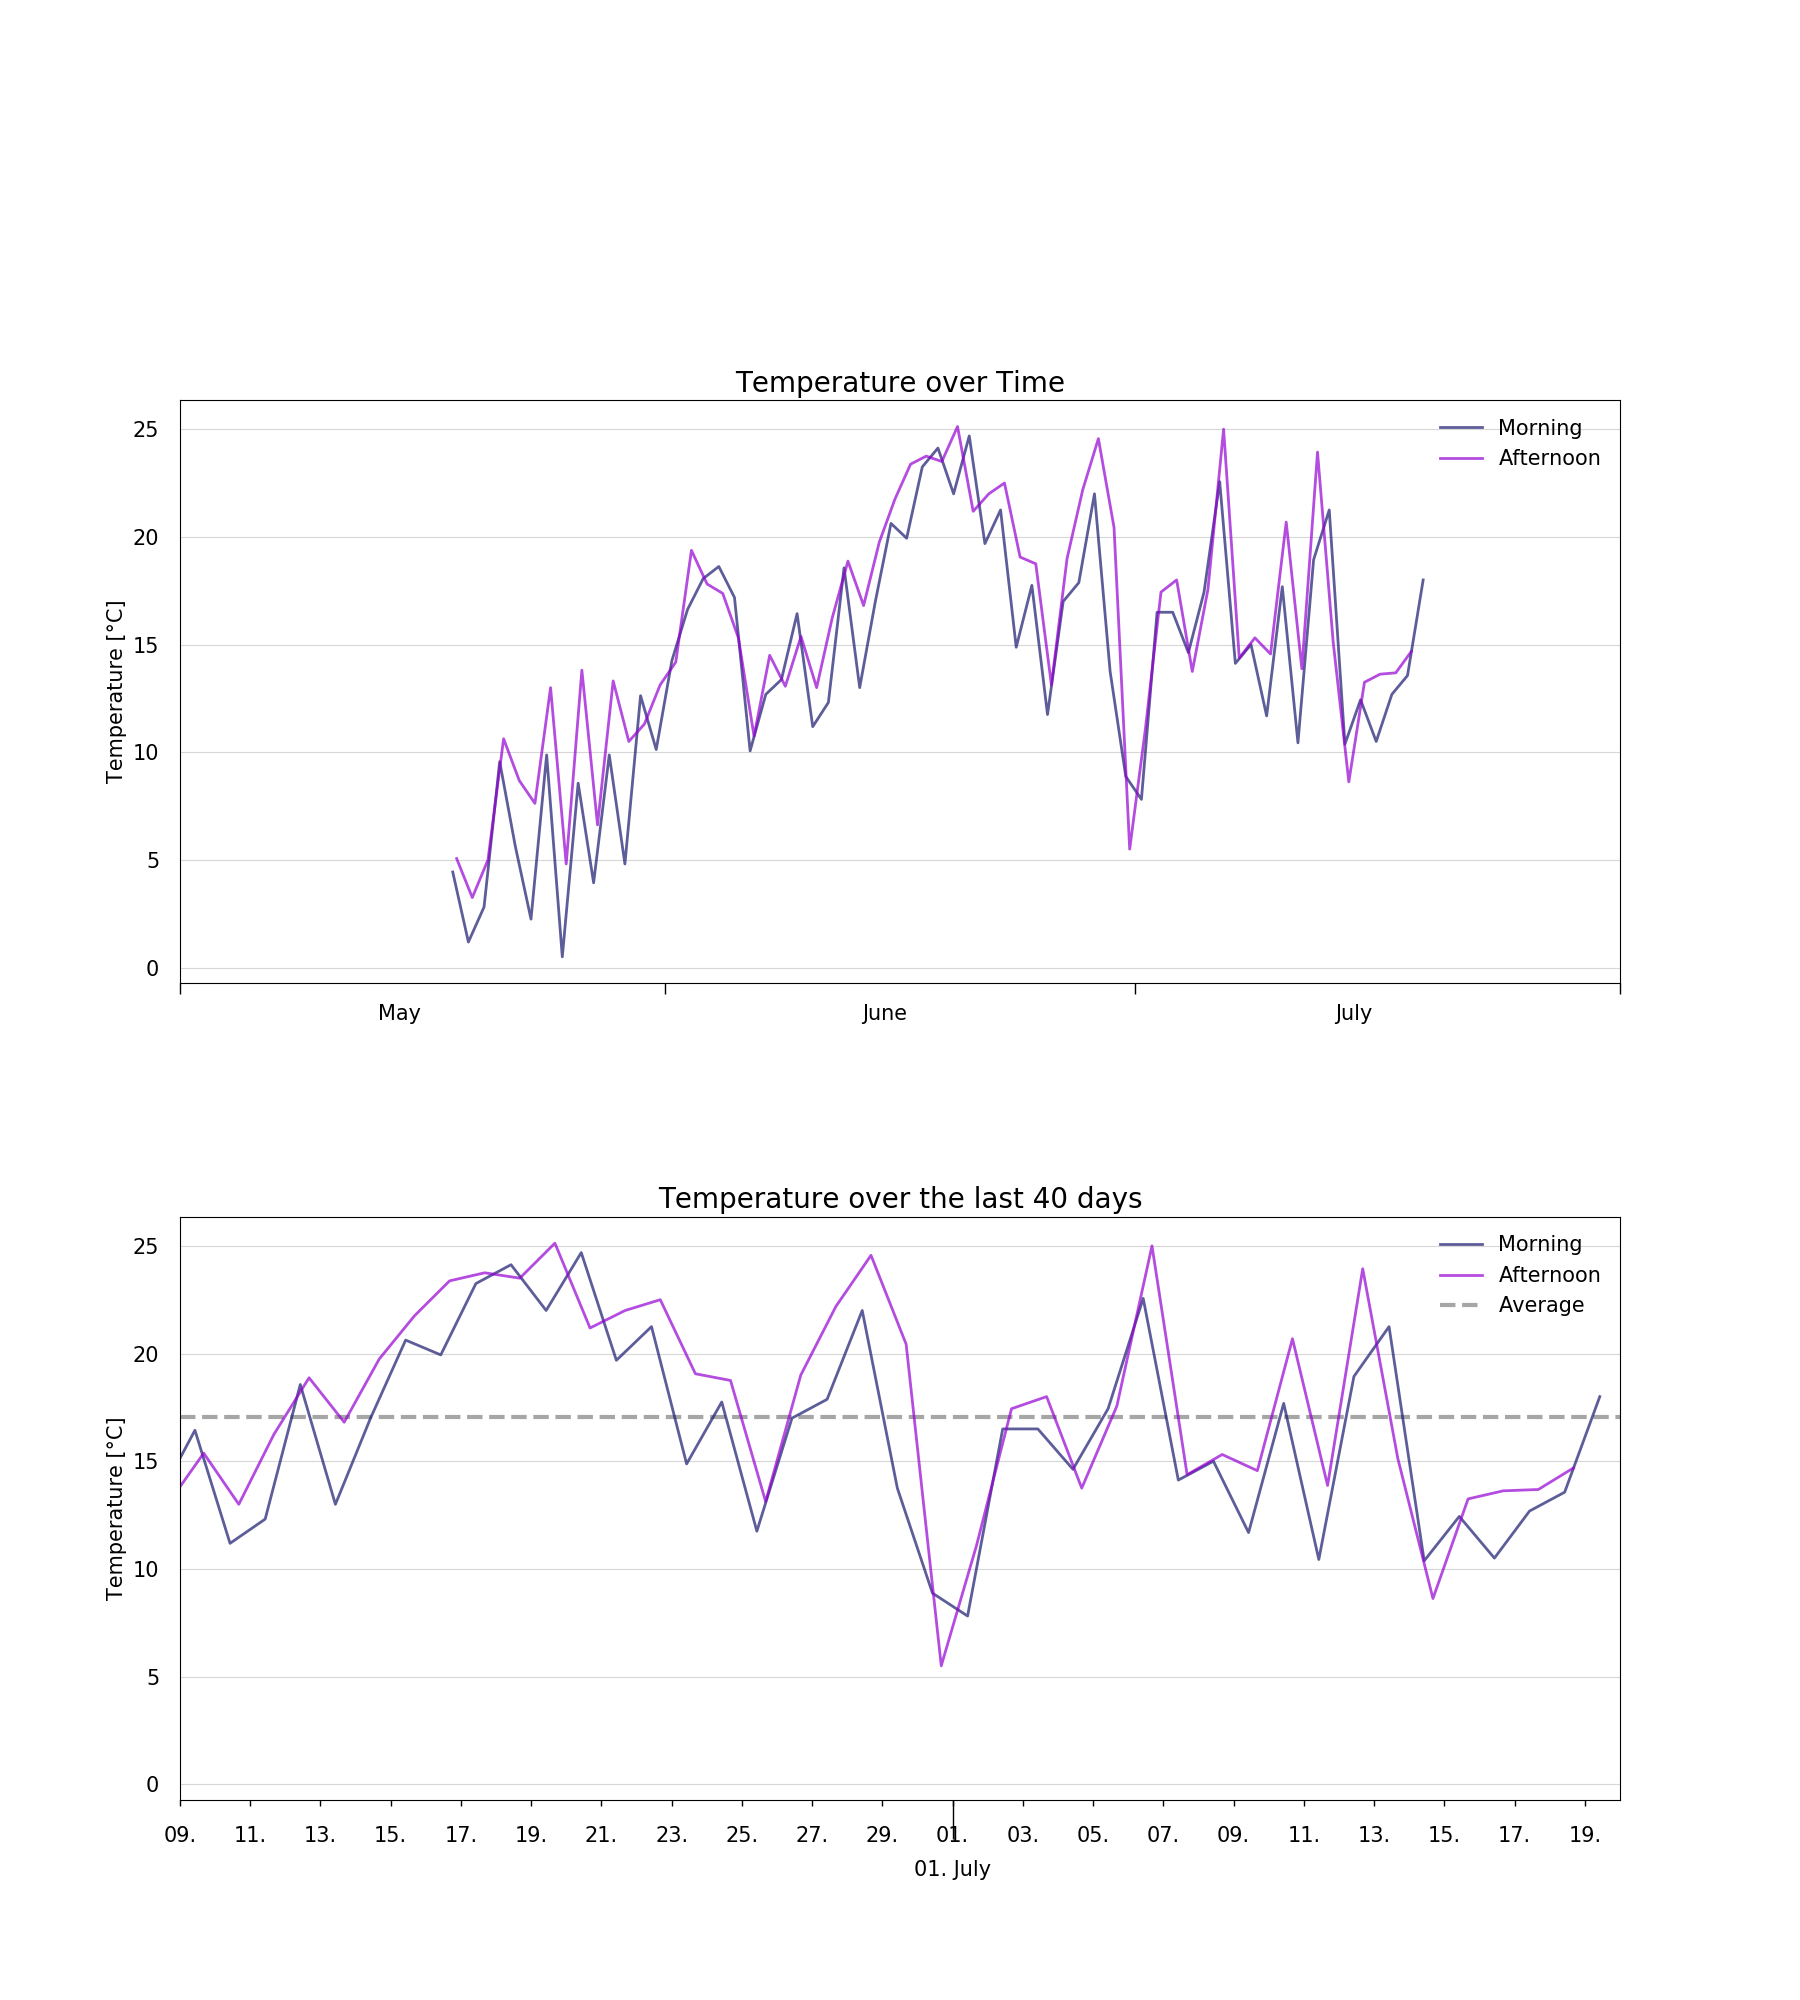 Temperature over Time
Temperature [°C]
25
20
15
10
5
0
Morning
Afternoon
May June July
Temperature over the last 40 days
Temperature [°C]
25
20
15
10
5
0
Morning
Afternoon
Average
09. 11. 13. 15. 17. 19. 21. 23. 25. 27. 29. 01. 03. 05. 07. 09. 11. 13. 15. 17. 19.
01. July